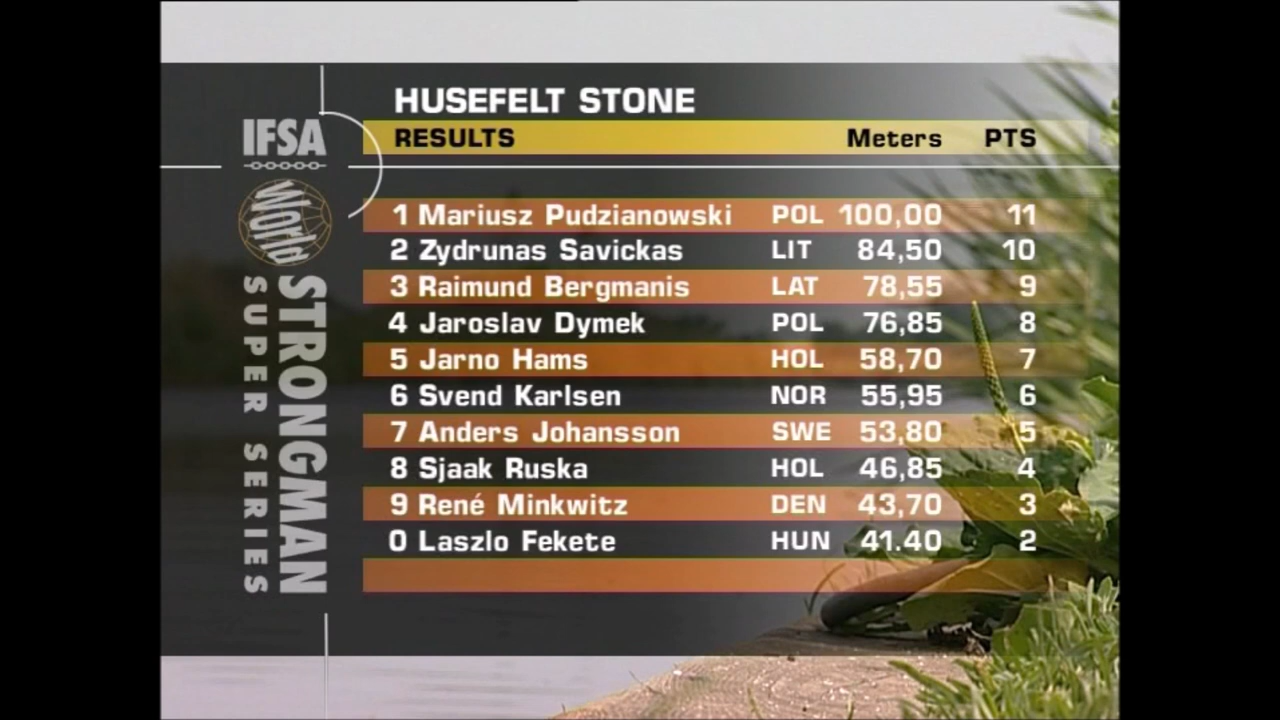 HUSEFELT STONE
IFSA
World
STRONGMAN
SUPER SERIES
RESULTS Meters PTS
1 Mariusz Pudzianowski POL 100,00 11
2 Zydrunas Savickas LIT 84,50 10
3 Raimund Bergmanis LAT 78,55 9
4 Jaroslav Dymek POL 76,85 8
5 Jarno Hams HOL 58,70 7
6 Svend Karlsen NOR 55,95 6
7 Anders Johansson SWE 53,80 5
8 Sjaak Ruska HOL 46,85 4
9 René Minkwitz DEN 43,70 3
0 Laszlo Fekete HUN 41.40 2